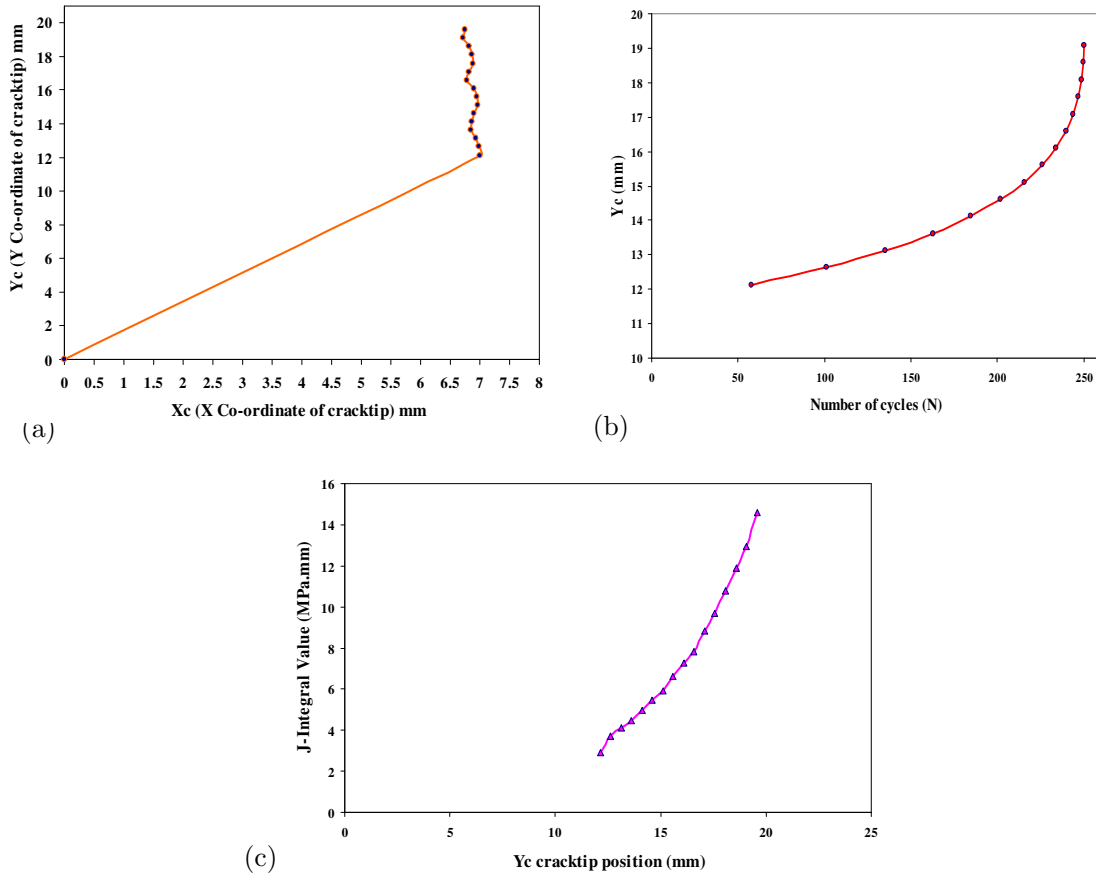 Yc (Y Co-ordinate of cracktip) mm
20
18
16
14
12
10
8
6
4
2
0
0 0.5 1 1.5 2 2.5 3 3.5 4 4.5 5 5.5 6 6.5 7 7.5 8
Xc (X Co-ordinate of cracktip) mm
(a)
Yc (mm)
20
19
18
17
16
15
14
13
12
11
10
0 50 100 150 200 250
Number of cycles (N)
(b)
J-Integral Value (MPa.mm)
16
14
12
10
8
6
4
2
0
0 5 10 15 20 25
Yc cracktip position (mm)
(c)